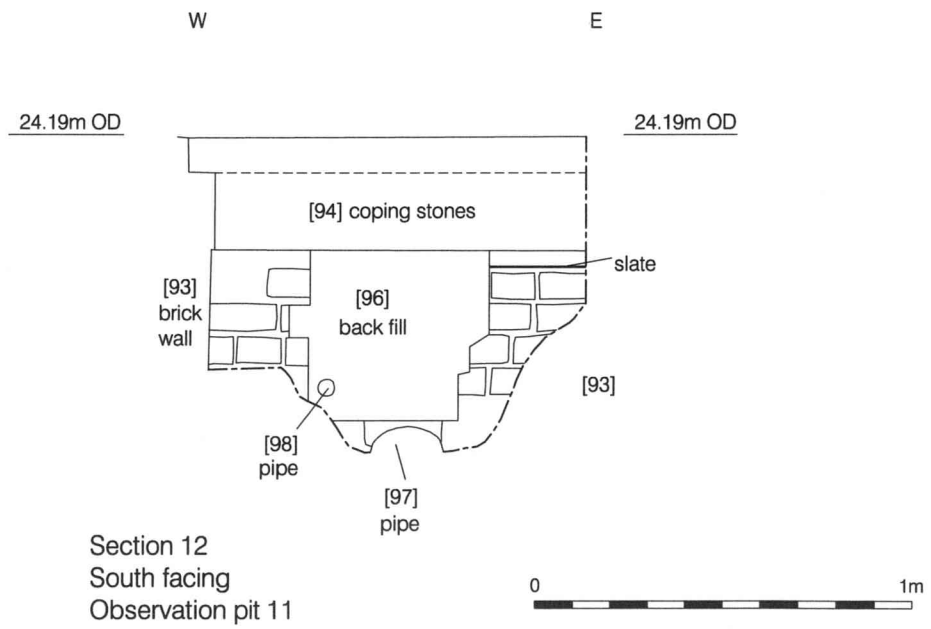 W
E
24.19m OD
24.19m OD
[94] coping stones
slate
[93]
brick
wall
[96]
back fill
[93]
[98]
pipe
[97]
pipe
Section 12
South facing
Observation pit 11
0
1m